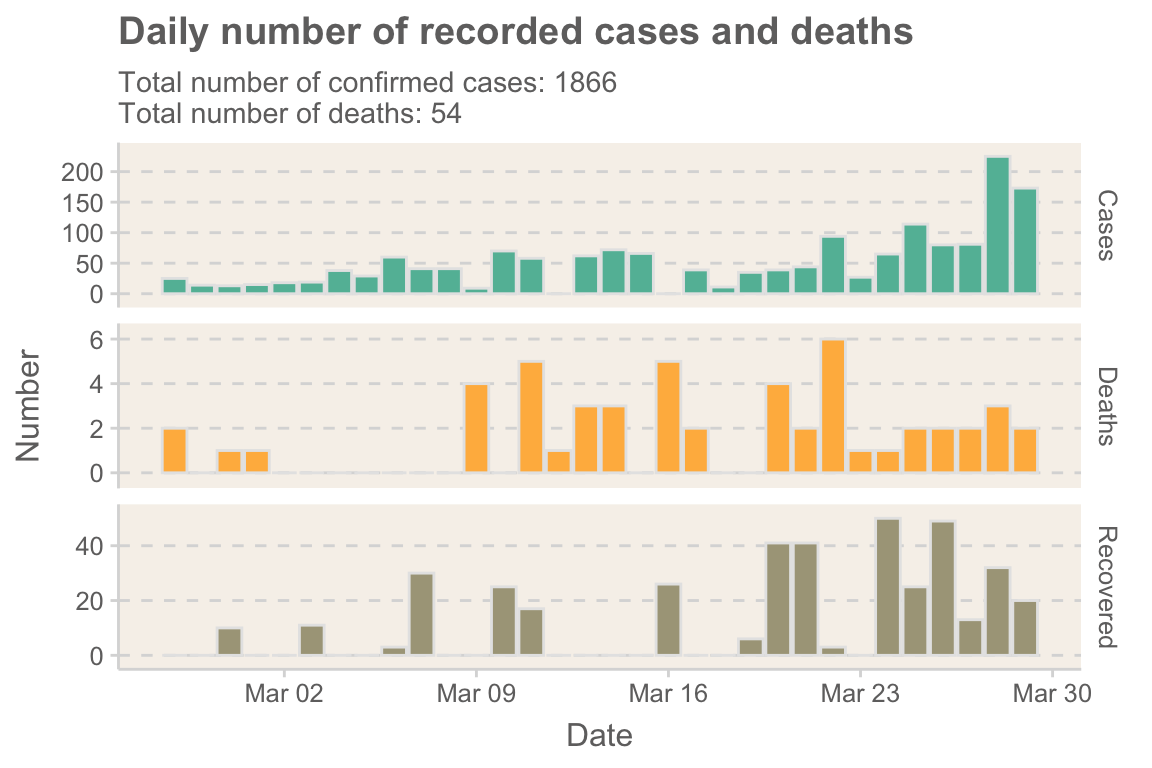 Daily number of recorded cases and deaths
Total number of confirmed cases: 1866
Total number of deaths: 54
200
150
100
50
0
Cases
6
4
2
0
Deaths
40
20
0
Recovered
Number
Mar 02 Mar 09 Mar 16 Mar 23 Mar 30
Date